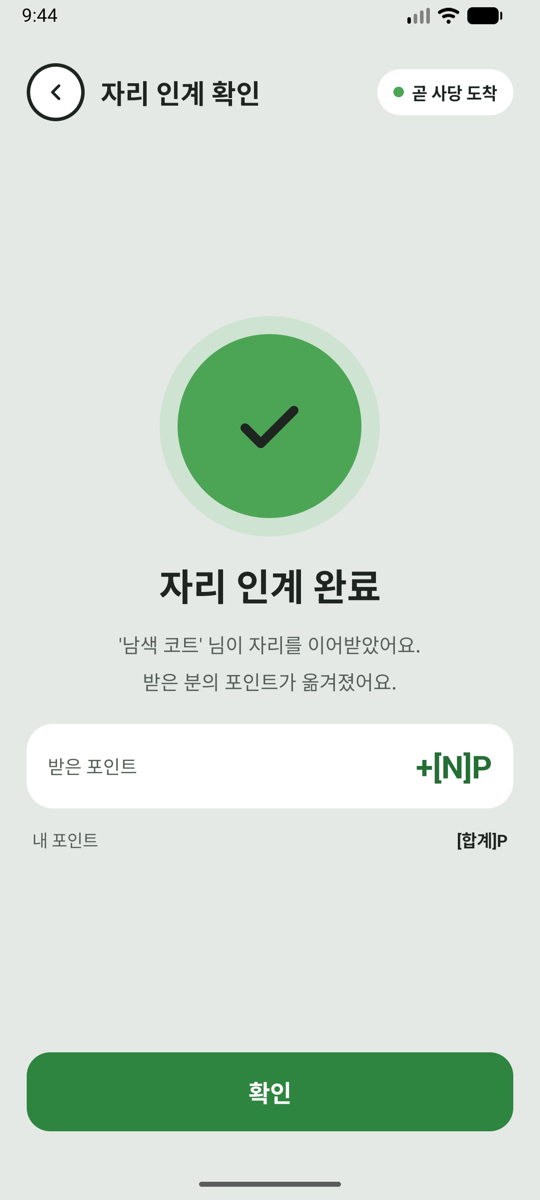 9:44
자리 인계 확인
곧 사당 도착
자리 인계 완료
'남색 코트' 님이 자리를 이어받았어요.
받은 분의 포인트가 옮겨졌어요.
받은 포인트
+[N]P
내 포인트
[합계]P
확인